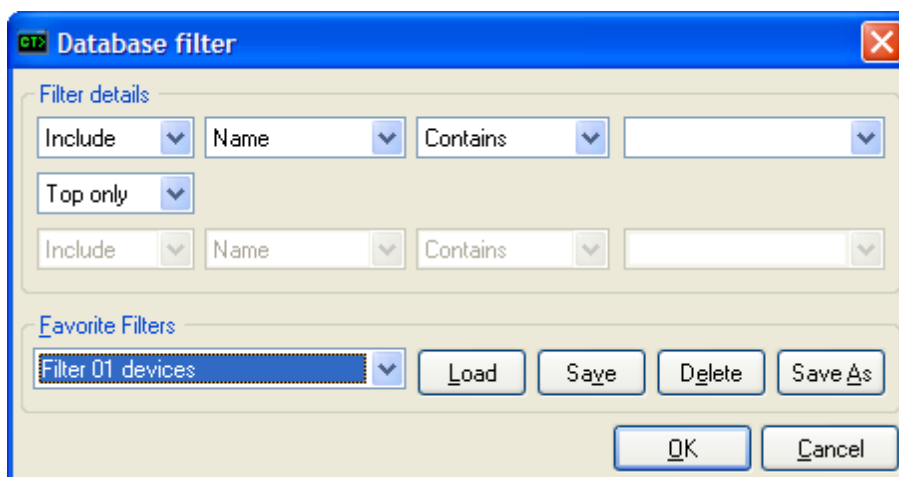 CT> Database filter
Filter details
Include Name Contains
Top only
Include Name Contains
Favorite Filters
Filter 01 devices Load Save Delete Save As
OK Cancel